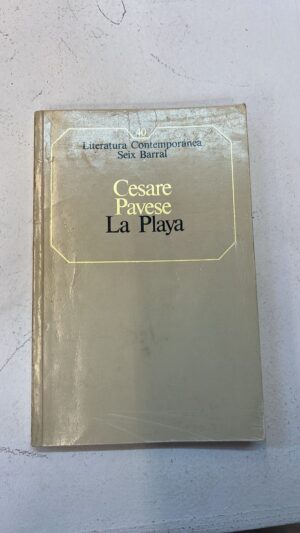 40
Literatura Contemporánea
Seix Barral
Cesare
Pavese
La Playa